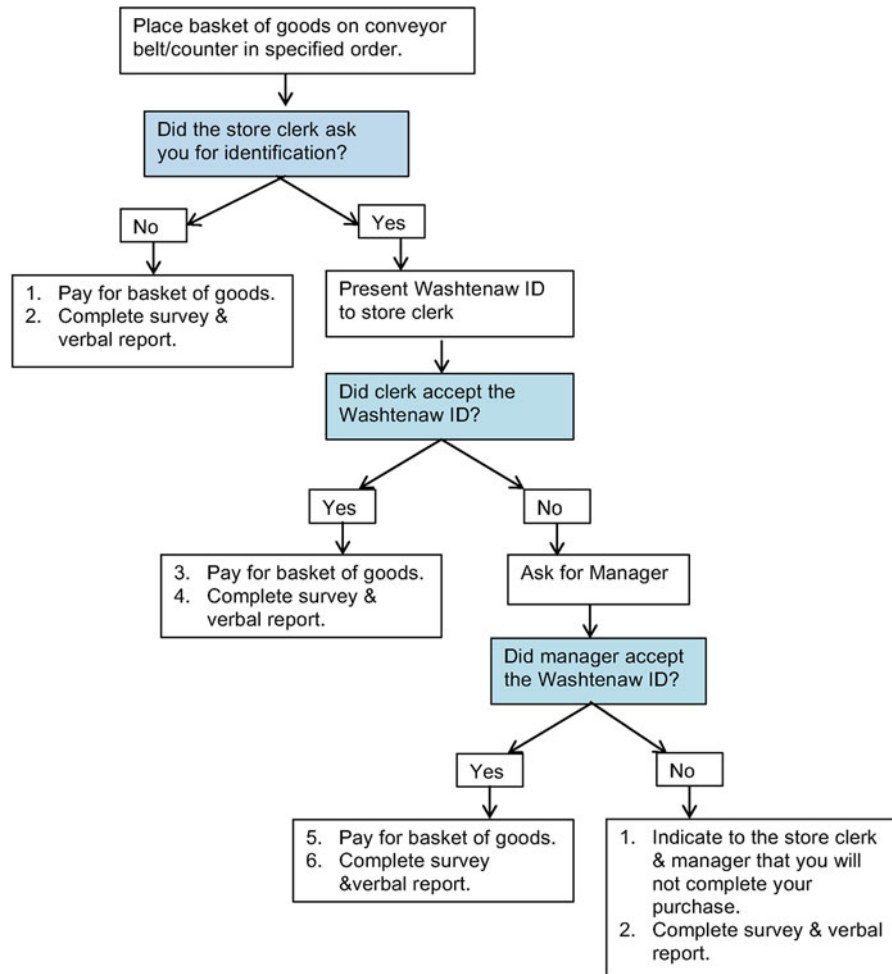 Place basket of goods on conveyor
belt/counter in specified order.
Did the store clerk ask
you for identification?
No
Yes
1. Pay for basket of goods.
2. Complete survey &
verbal report.
Present Washtenaw ID
to store clerk
Did clerk accept the
Washtenaw ID?
Yes
No
3. Pay for basket of goods.
4. Complete survey &
verbal report.
Ask for Manager
Did manager accept
the Washtenaw ID?
Yes
No
5. Pay for basket of goods.
6. Complete survey
&verbal report.
1. Indicate to the store clerk
& manager that you will
not complete your
purchase.
2. Complete survey & verbal
report.